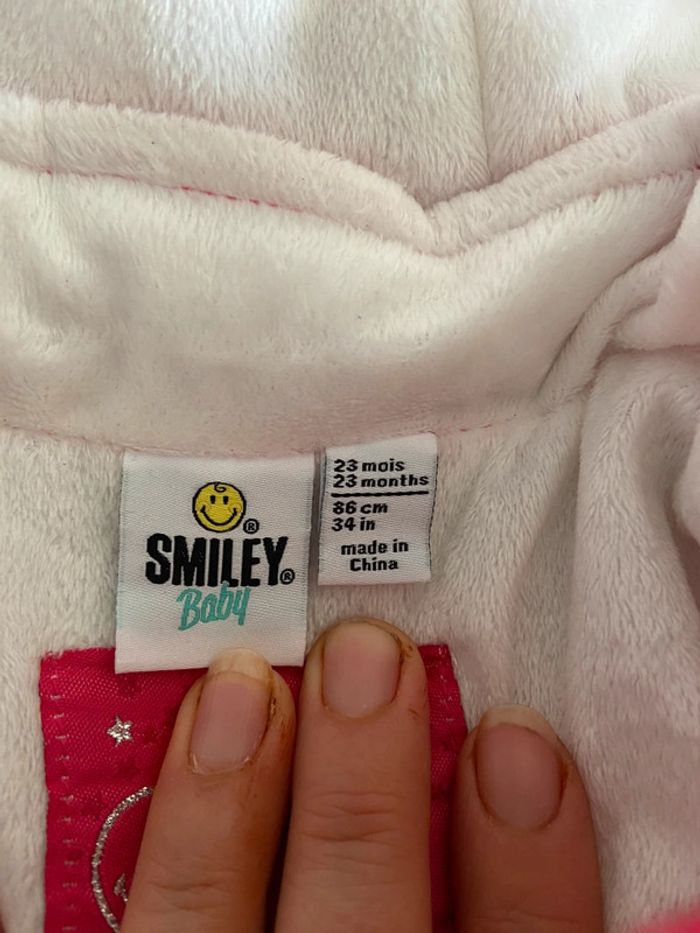 SMILEY®
Baby
23 mois
23 months
86 cm
34 in
made in
China